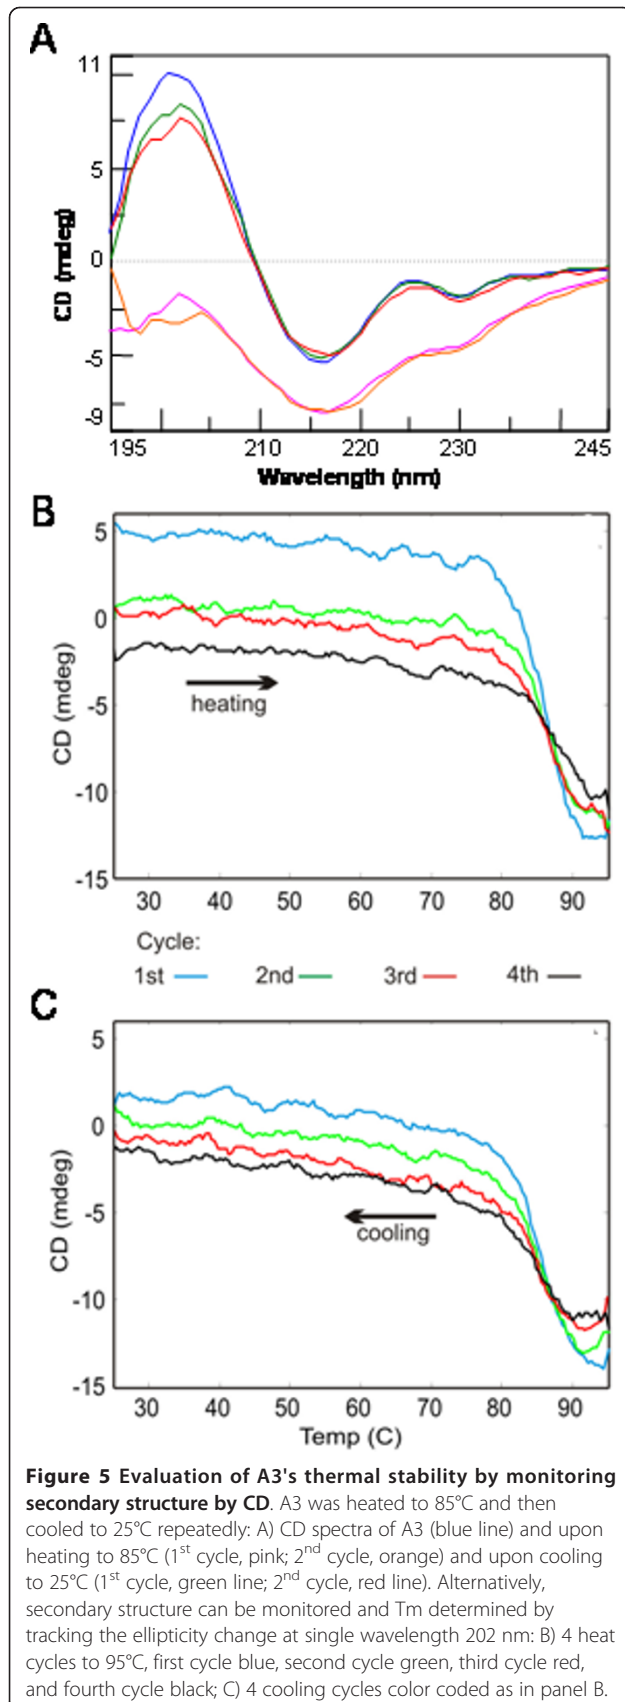 A
11
5
0
-5
-9
CD (mdeg)
195 210 220 230 245
Wavelength (nm)
B
5
0
-5
-10
-15
CD (mdeg)
heating
30 40 50 60 70 80 90
Cycle:
1st 2nd 3rd 4th
C
5
0
-5
-10
-15
CD (mdeg)
cooling
30 40 50 60 70 80 90
Temp (C)
Figure 5 Evaluation of A3's thermal stability by monitoring
secondary structure by CD. A3 was heated to 85°C and then
cooled to 25°C repeatedly: A) CD spectra of A3 (blue line) and upon
heating to 85°C (1st cycle, pink; 2nd cycle, orange) and upon cooling
to 25°C (1st cycle, green line; 2nd cycle, red line). Alternatively,
secondary structure can be monitored and Tm determined by
tracking the ellipticity change at single wavelength 202 nm: B) 4 heat
cycles to 95°C, first cycle blue, second cycle green, third cycle red,
and fourth cycle black; C) 4 cooling cycles color coded as in panel B.